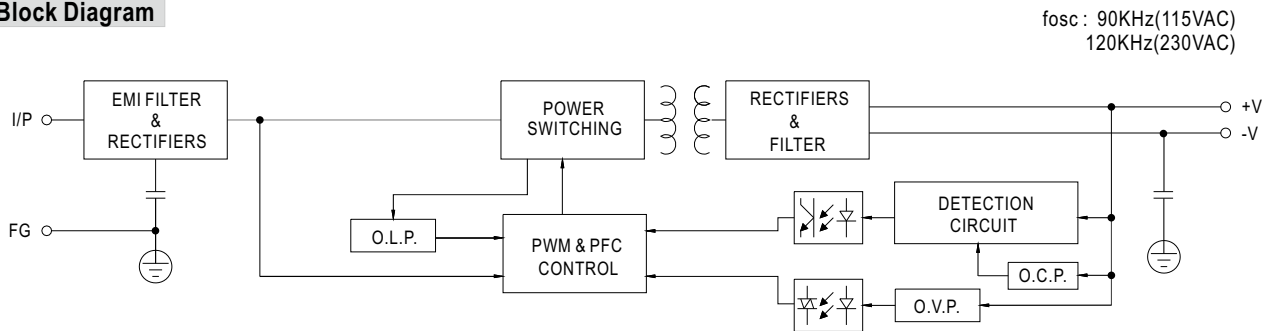 Block Diagram
fosc : 90KHz(115VAC)
120KHz(230VAC)
I/P
EMI FILTER
&
RECTIFIERS
POWER
SWITCHING
RECTIFIERS
&
FILTER
+V
-V
FG
O.L.P.
PWM & PFC
CONTROL
DETECTION
CIRCUIT
O.C.P.
O.V.P.